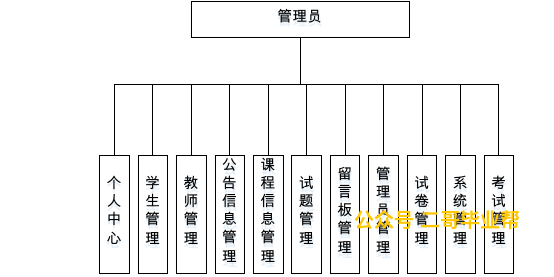 管理员
个人中心
学生管理
教师管理
公告信息管理
课程信息管理
试题管理
留言板管理
管理员管理
试卷管理
系统管理
考试管理
公众号·二哥毕业帮